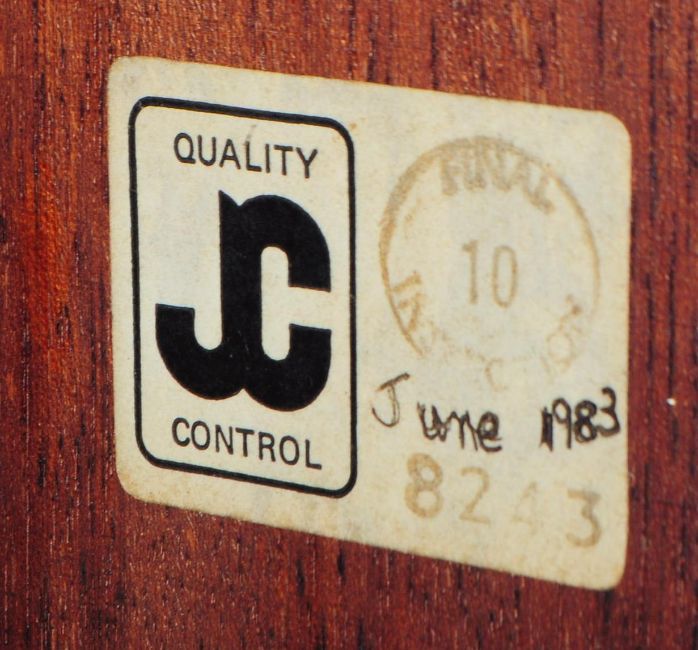 QUALITY
JC
CONTROL
FINAL
10
June 1983
8243